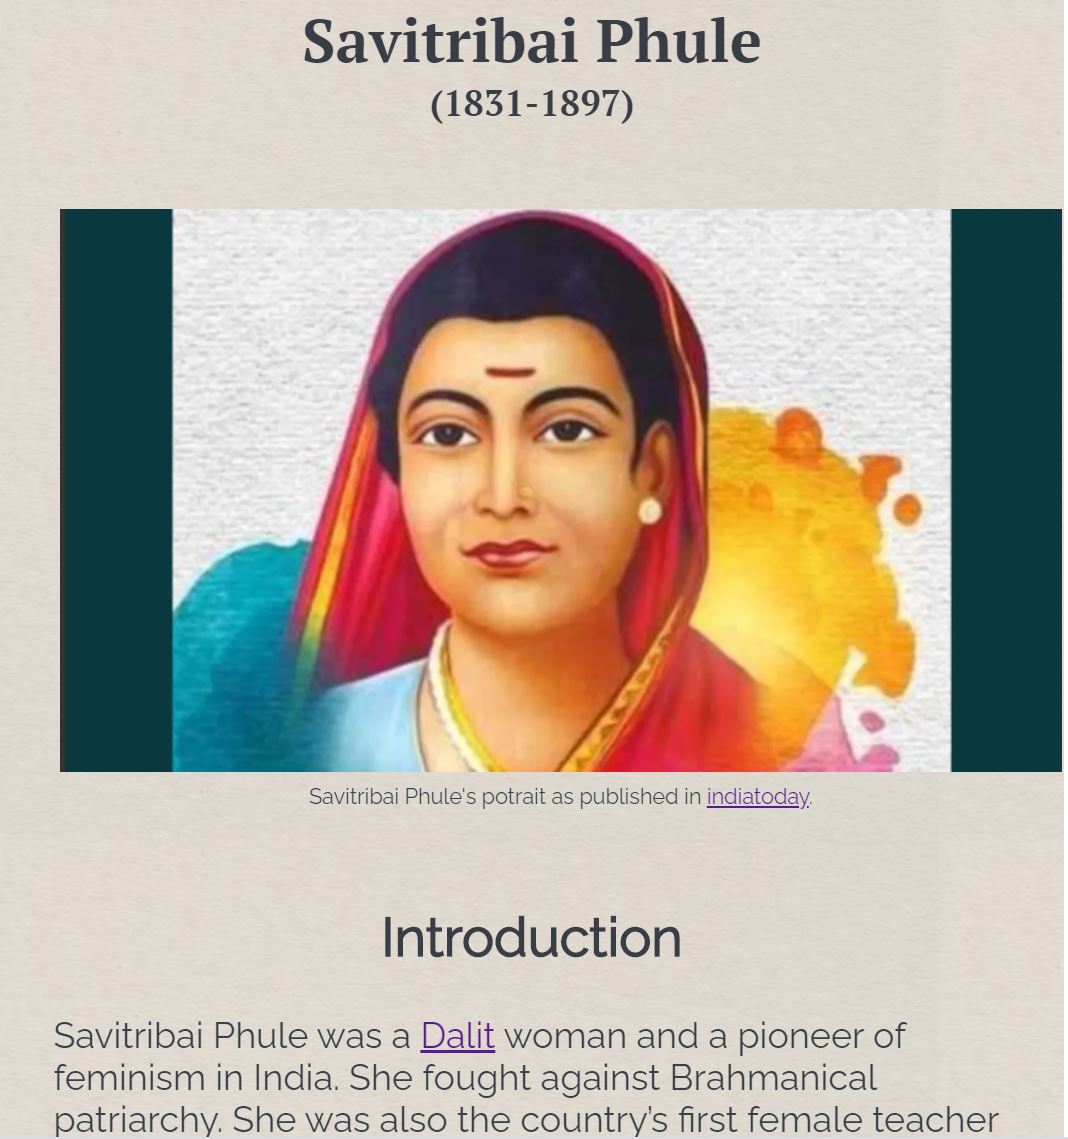 Savitribai Phule
(1831-1897)
Savitribai Phule's potrait as published in indiatoday.
Introduction
Savitribai Phule was a Dalit woman and a pioneer of
feminism in India. She fought against Brahmanical
patriarchy. She was also the country’s first female teacher